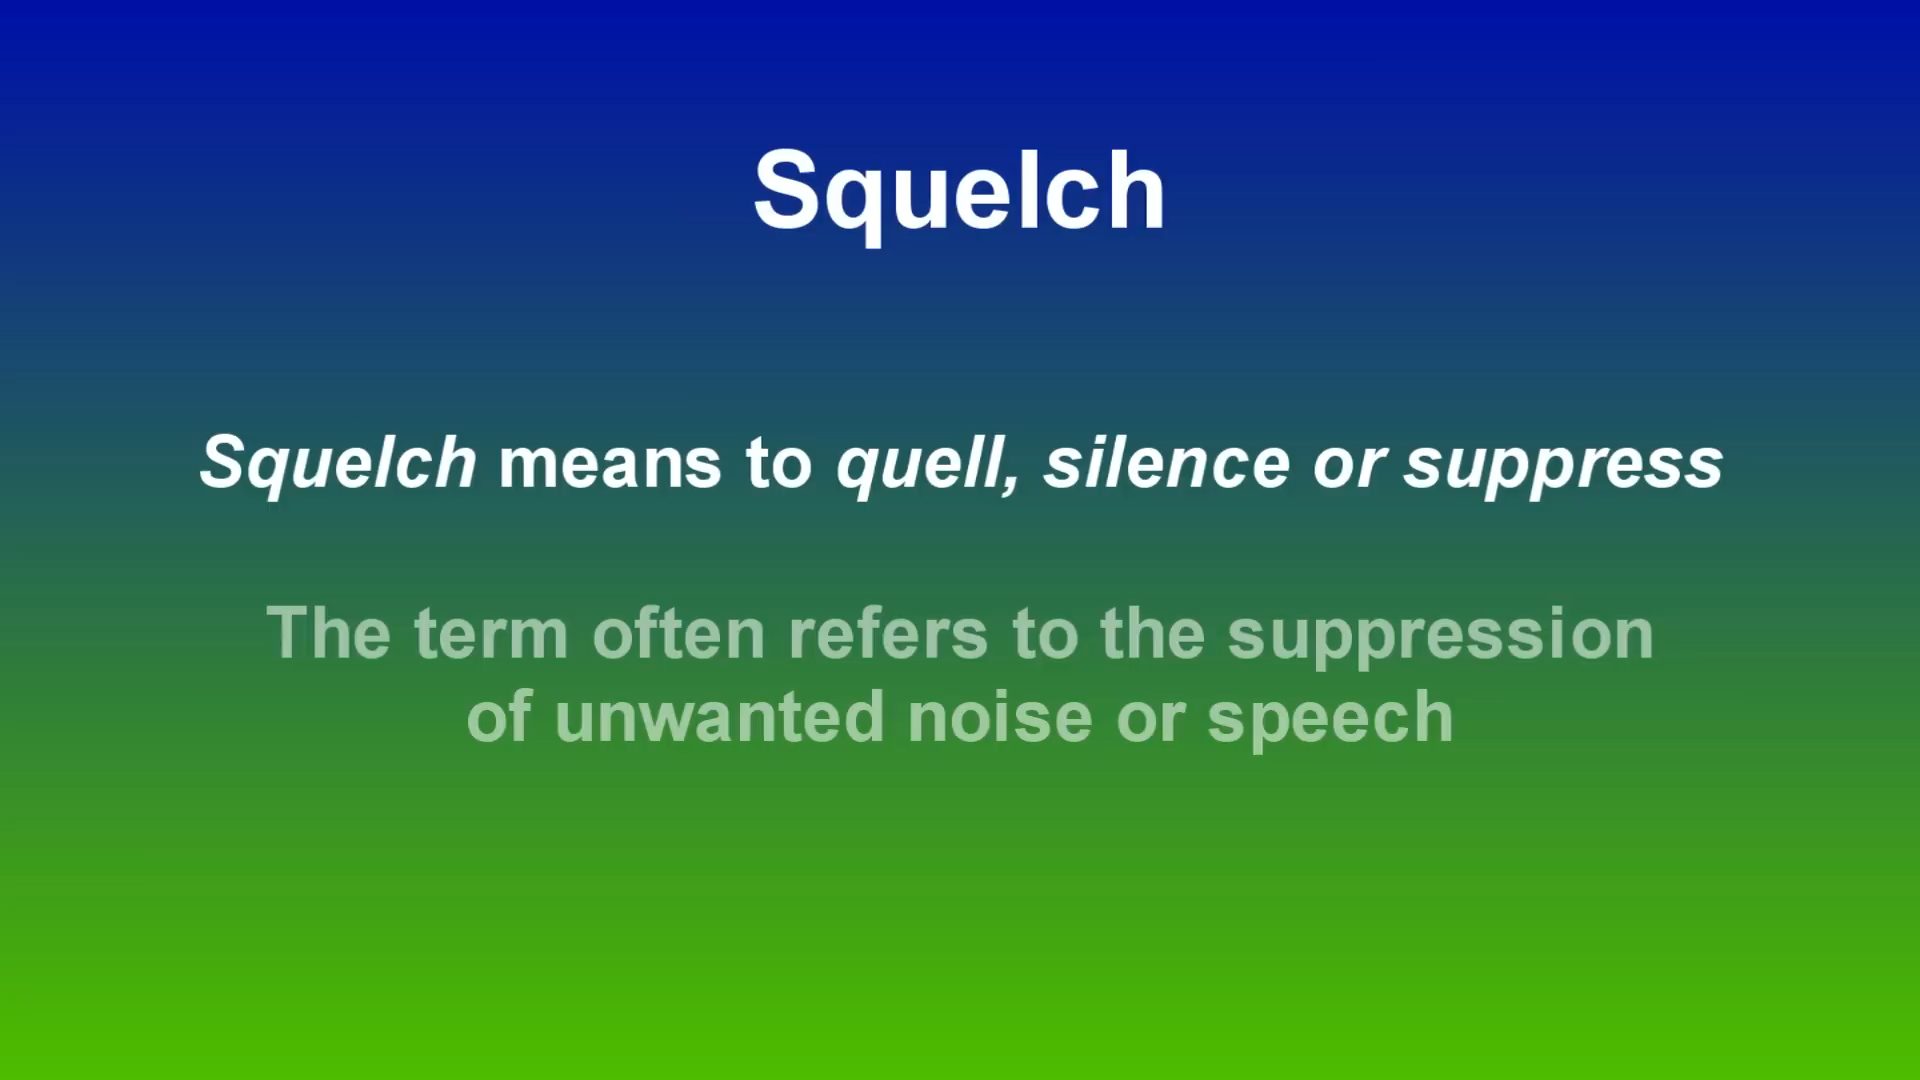 Squelch
Squelch means to quell, silence or suppress
The term often refers to the suppression
of unwanted noise or speech